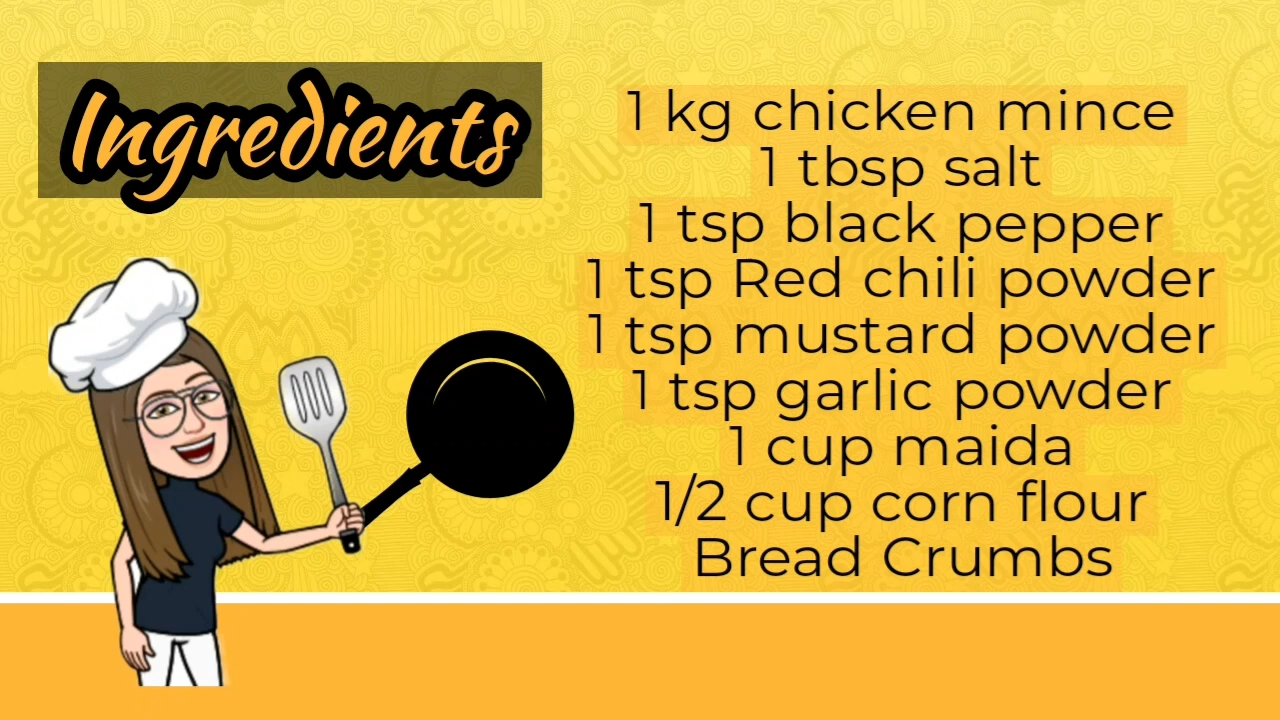 Ingredients
1 kg chicken mince
1 tbsp salt
1 tsp black pepper
1 tsp Red chili powder
1 tsp mustard powder
1 tsp garlic powder
1 cup maida
1/2 cup corn flour
Bread Crumbs